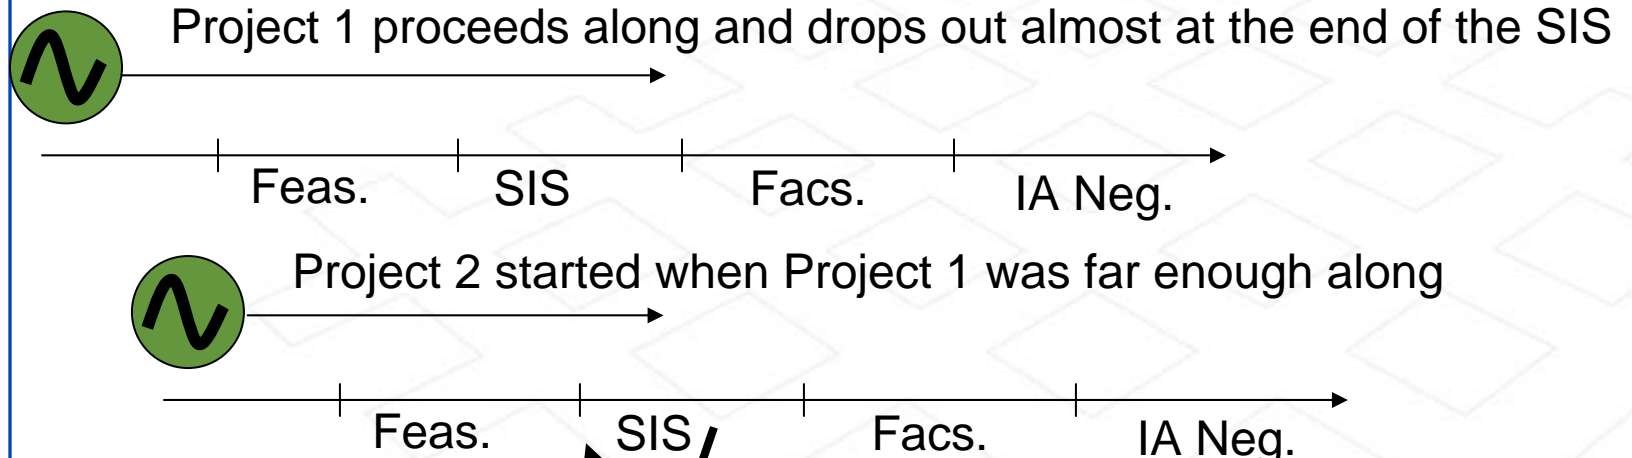 Project 1 proceeds along and drops out almost at the end of the SIS
Feas. SIS Facs. IA Neg.
Project 2 started when Project 1 was far enough along
Feas. SIS Facs. IA Neg.